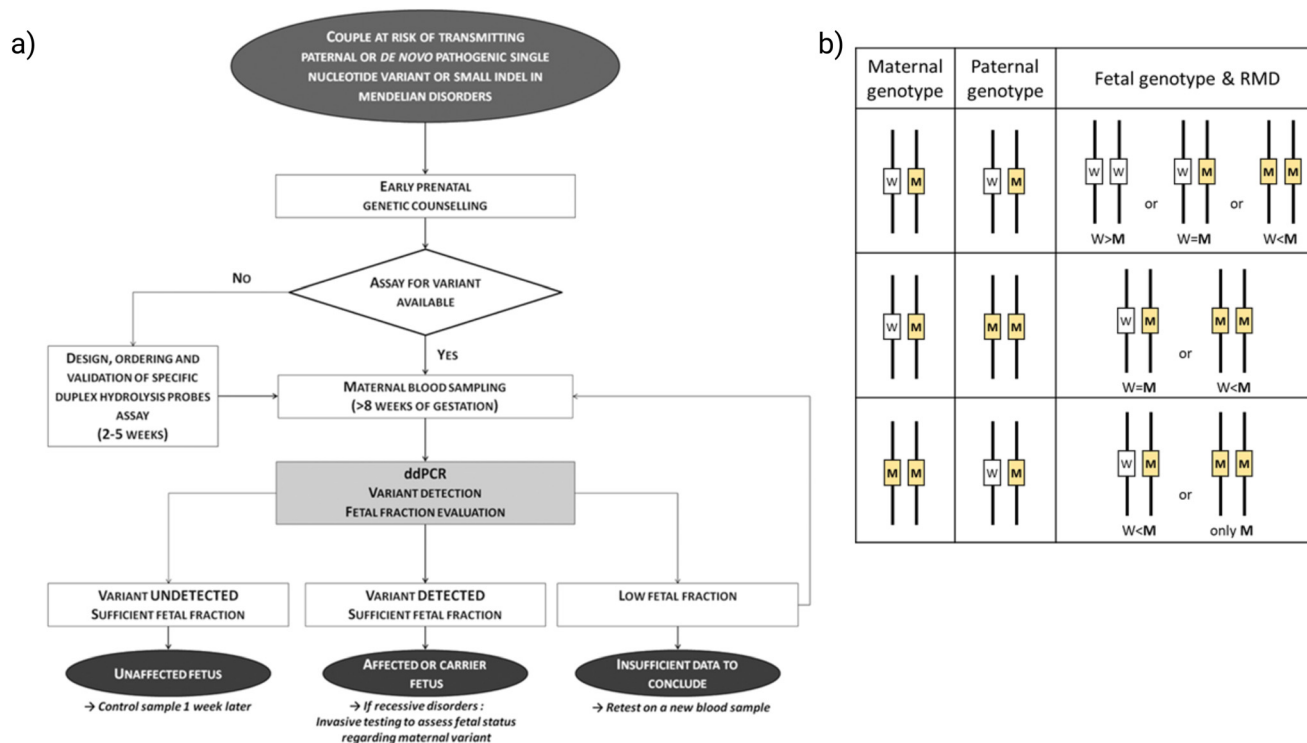 a)
COUPLE AT RISK OF TRANSMITTING
PATERNAL OR DE NOVO PATHOGENIC SINGLE
NUCLEOTIDE VARIANT OR SMALL INDEL IN
MENDELIAN DISORDERS
EARLY PRENATAL
GENETIC COUNSELLING
NO
ASSAY FOR VARIANT
AVAILABLE
YES
DESIGN, ORDERING AND
VALIDATION OF SPECIFIC
DUPLEX HYDROLYSIS PROBES
ASSAY
(2-5 WEEKS)
MATERNAL BLOOD SAMPLING
(>8 WEEKS OF GESTATION)
ddPCR
VARIANT DETECTION
FETAL FRACTION EVALUATION
VARIANT UNDETECTED
SUFFICIENT FETAL FRACTION
VARIANT DETECTED
SUFFICIENT FETAL FRACTION
LOW FETAL FRACTION
UNAFFECTED FETUS
AFFECTED OR CARRIER
FETUS
INSUFFICIENT DATA TO
CONCLUDE
→ Control sample 1 week later
→ If recessive disorders :
Invasive testing to assess fetal status
regarding maternal variant
→ Retest on a new blood sample
b)
Maternal
genotype
Paternal
genotype
Fetal genotype & RMD
W M
W M
W W or W M or M M
W>M W=M W<M
W M
M M
W M or M M
W=M W<M
M M
W M
W M or M M
W<M only M